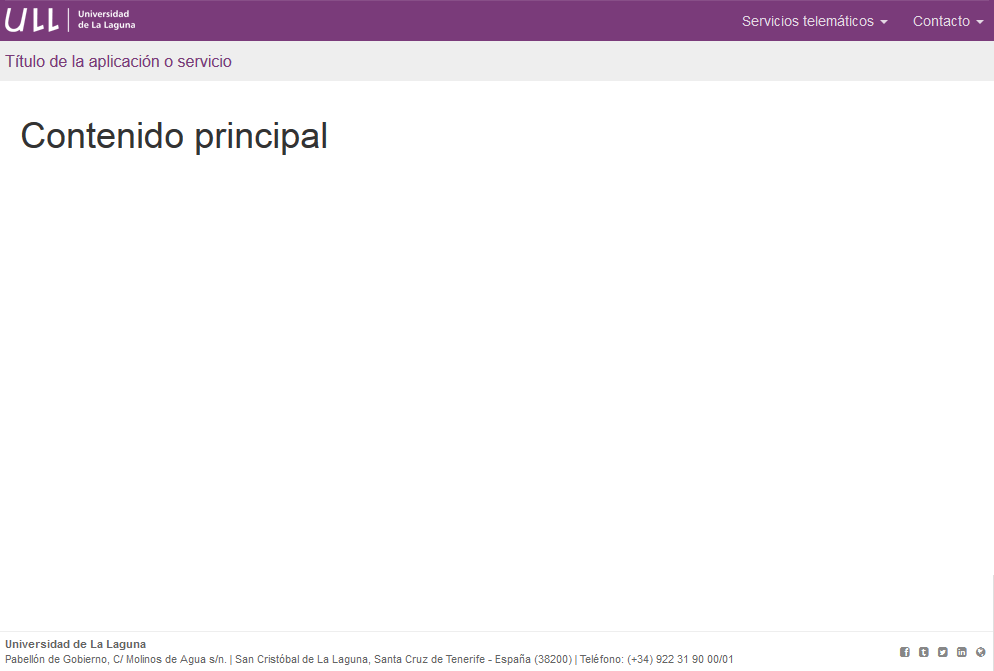 ULL
Universidad
de La Laguna
Servicios telemáticos
Contacto
Título de la aplicación o servicio
Contenido principal
Universidad de La Laguna
Pabellón de Gobierno, C/ Molinos de Agua s/n. | San Cristóbal de La Laguna, Santa Cruz de Tenerife - España (38200) | Teléfono: (+34) 922 31 90 00/01